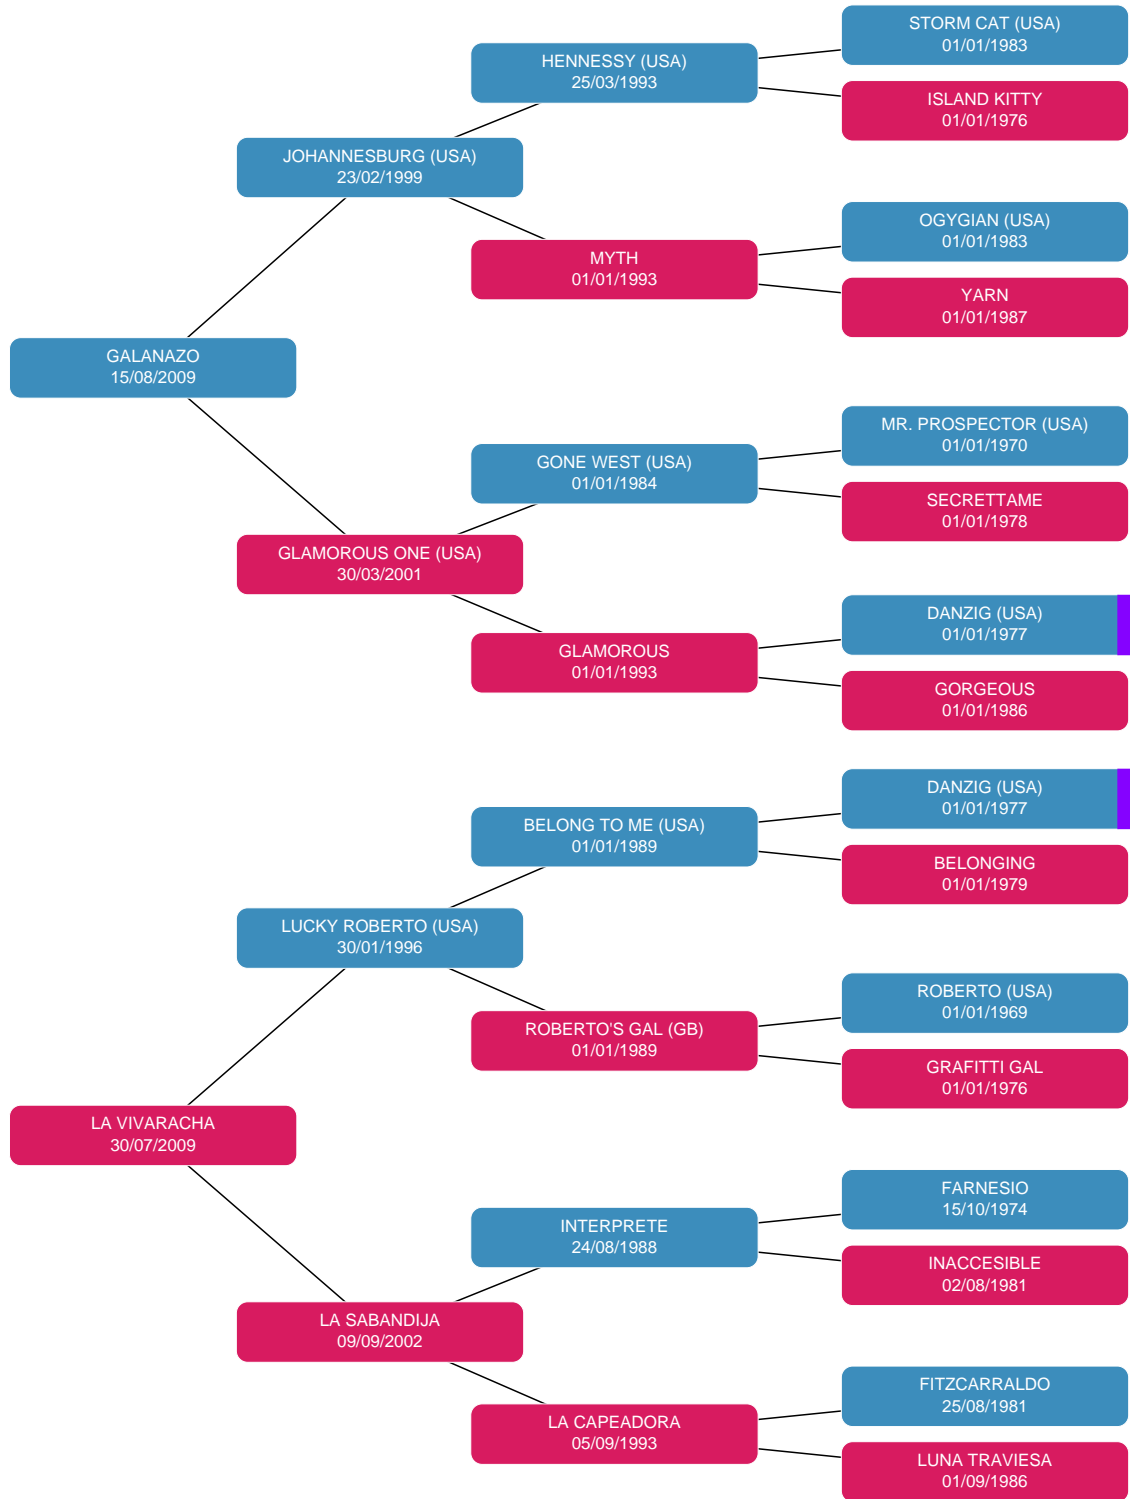 STORM CAT (USA)
01/01/1983
HENNESSY (USA)
25/03/1993
ISLAND KITTY
01/01/1976
JOHANNESBURG (USA)
23/02/1999
OGYGIAN (USA)
01/01/1983
MYTH
01/01/1993
YARN
01/01/1987
GALANAZO
15/08/2009
MR. PROSPECTOR (USA)
01/01/1970
GONE WEST (USA)
01/01/1984
SECRETTAME
01/01/1978
GLAMOROUS ONE (USA)
30/03/2001
DANZIG (USA)
01/01/1977
GLAMOROUS
01/01/1993
GORGEOUS
01/01/1986
DANZIG (USA)
01/01/1977
BELONG TO ME (USA)
01/01/1989
BELONGING
01/01/1979
LUCKY ROBERTO (USA)
30/01/1996
ROBERTO (USA)
01/01/1969
ROBERTO'S GAL (GB)
01/01/1989
GRAFITTI GAL
01/01/1976
LA VIVARACHA
30/07/2009
FARNESIO
15/10/1974
INTERPRETE
24/08/1988
INACCESIBLE
02/08/1981
LA SABANDIJA
09/09/2002
FITZCARRALDO
25/08/1981
LA CAPEADORA
05/09/1993
LUNA TRAVIESA
01/09/1986